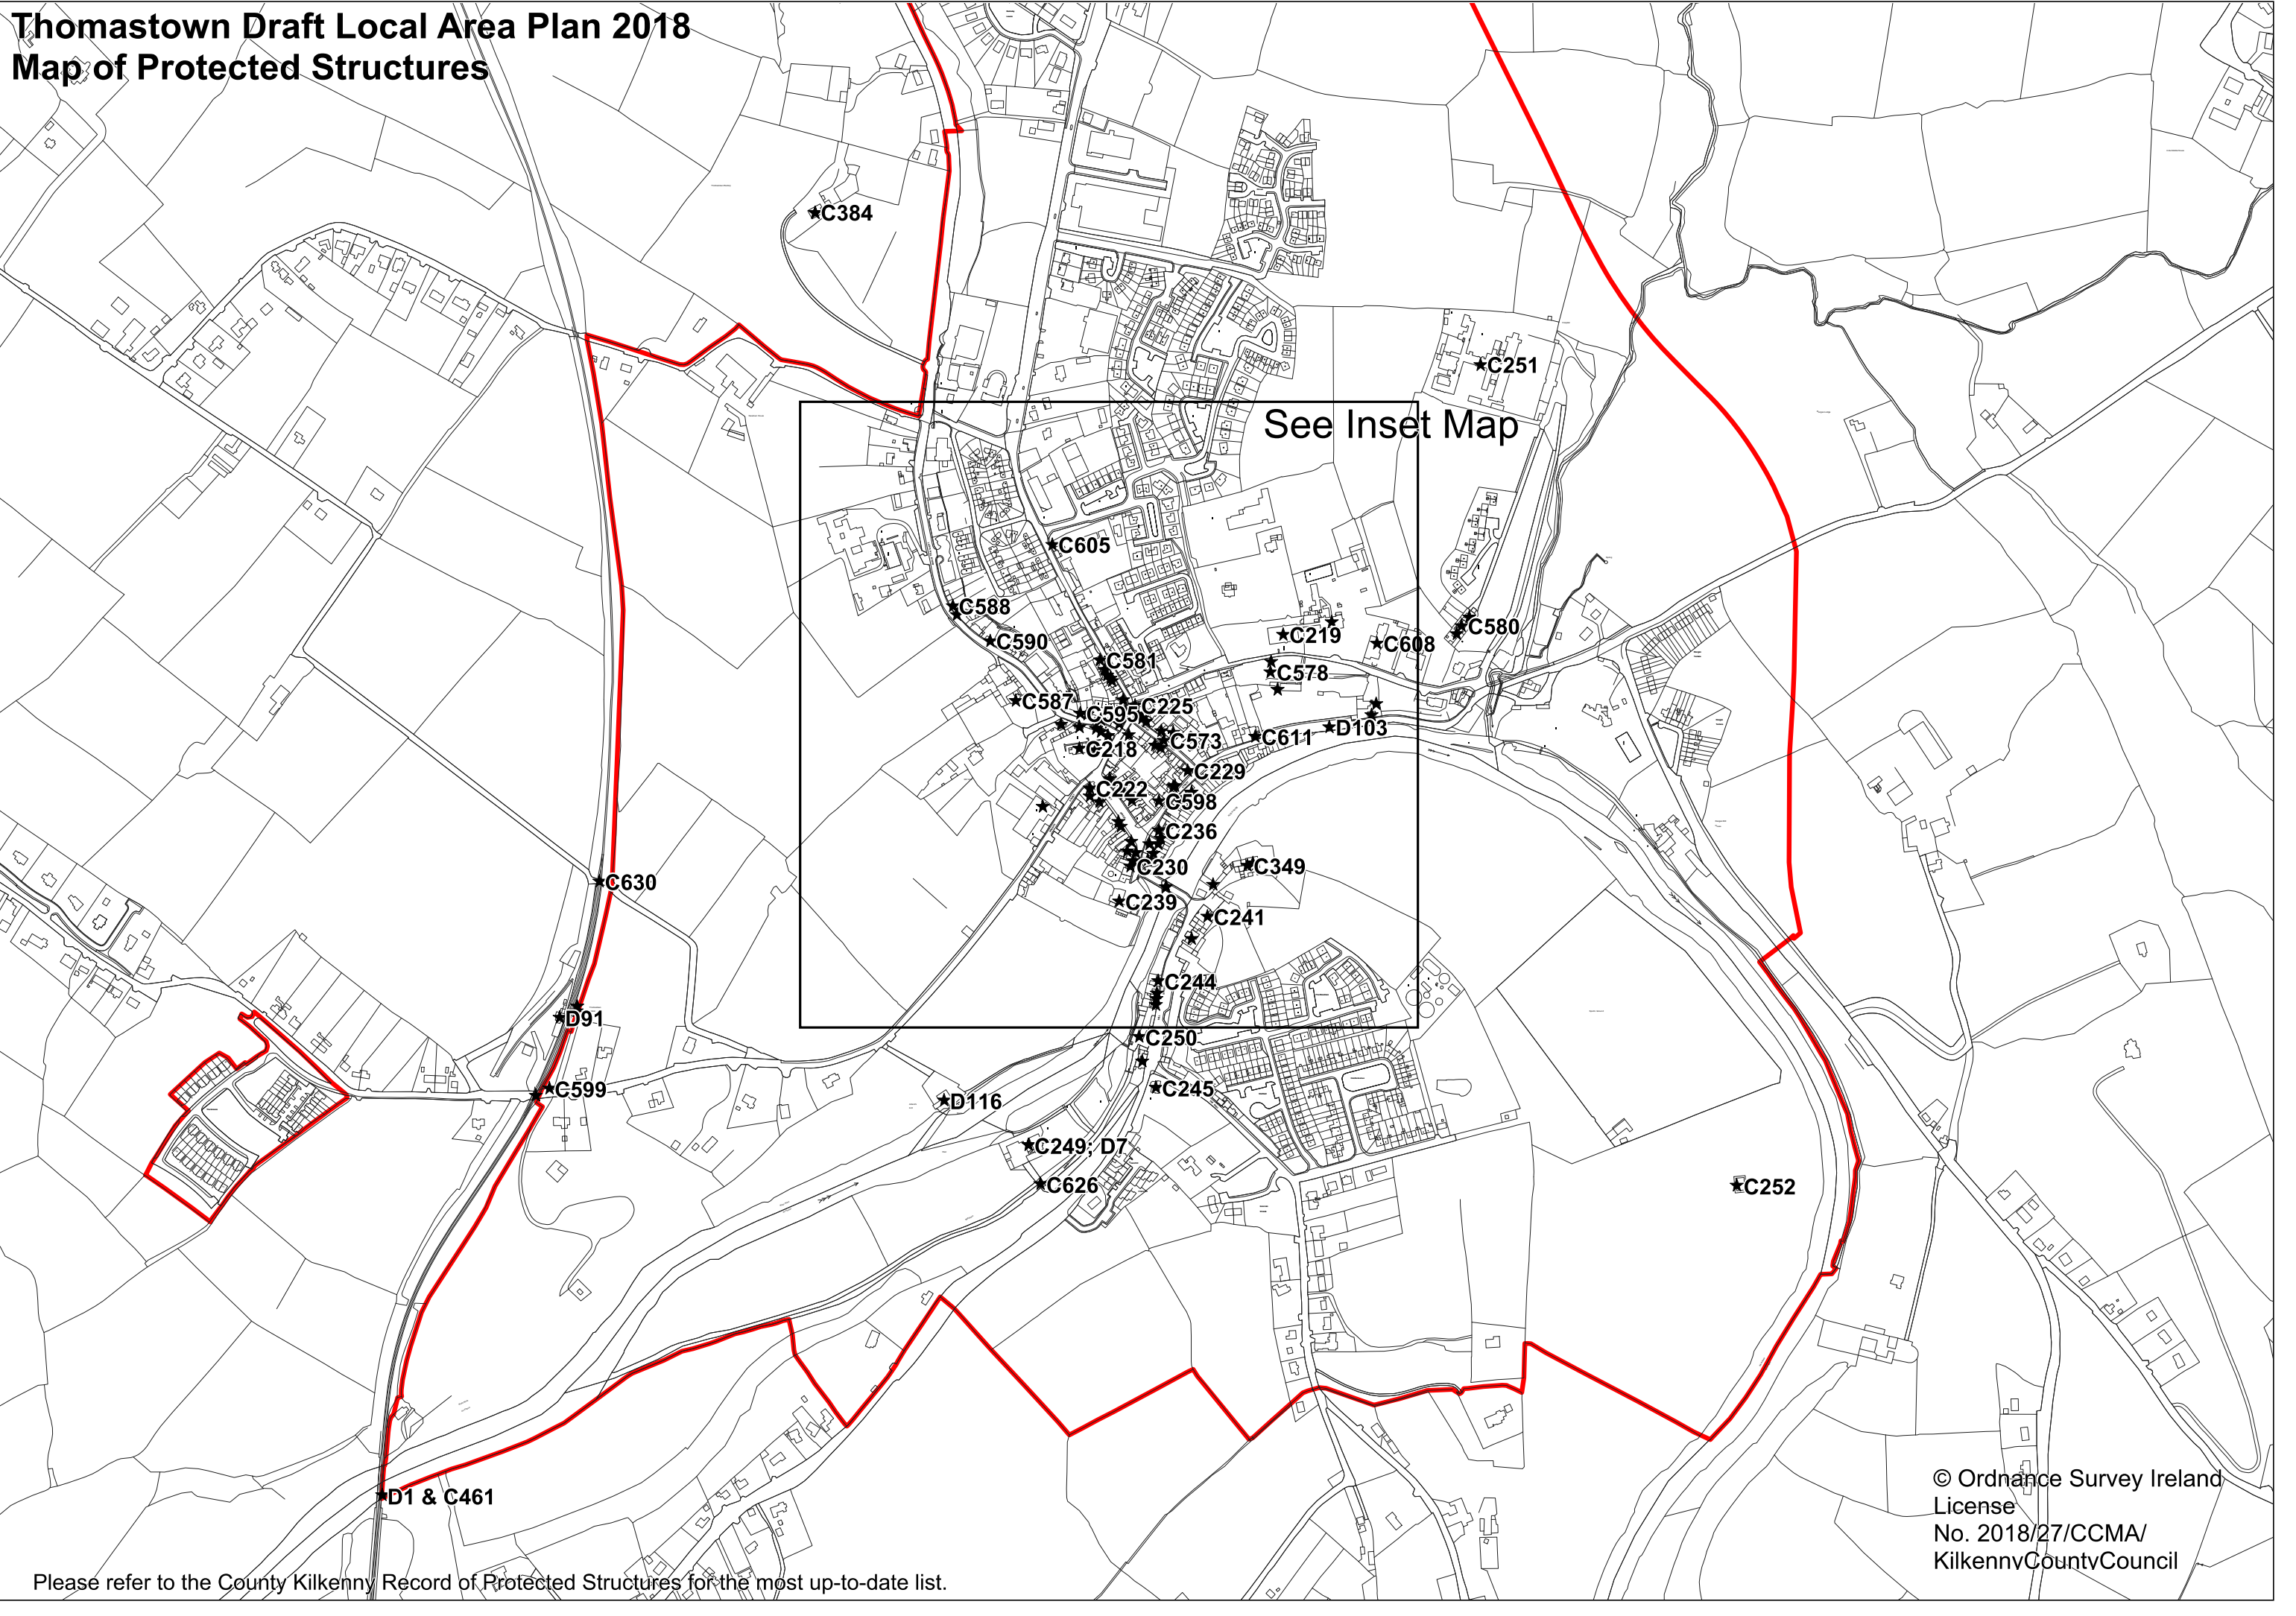 Thomastown Draft Local Area Plan 2018
Map of Protected Structures
C384
C251
See Inset Map
C605
C588
C590
C219
C608
C580
C581
C578
C587
C595
C225
C218
C573
C611
D103
C229
C222
C598
C236
C230
C349
C239
C241
C630
C244
D91
C250
C599
C245
D116
C249; D7
C626
C252
D1 & C461
© Ordnance Survey Ireland
License
No. 2018/27/CCMA/
KilkennyCountyCouncil
Please refer to the County Kilkenny Record of Protected Structures for the most up-to-date list.